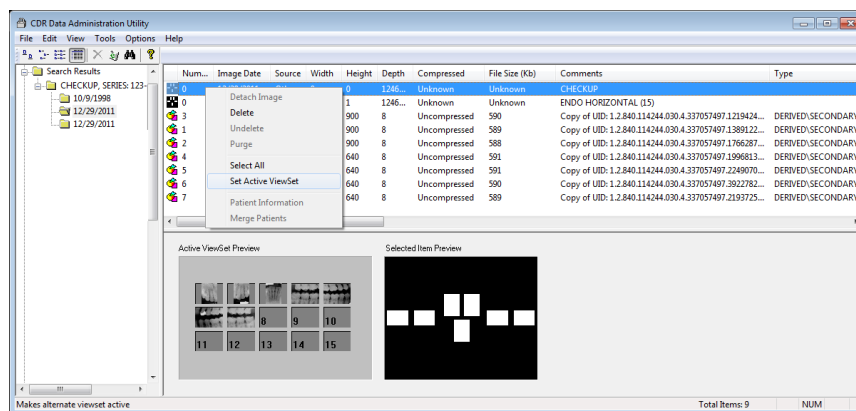 CDR Data Administration Utility
File Edit View Tools Options Help
Search Results
CHECKUP, SERIES: 123-
10/9/1998
12/29/2011
12/29/2011
Num... Image Date Source Width Height Depth Compressed File Size (Kb) Comments Type
0 0 1246... Unknown Unknown CHECKUP
0 1 1246... Unknown Unknown ENDO HORIZONTAL (15)
3 900 8 Uncompressed 590 Copy of UID: 1.2.840.114244.030.4.337057497.1219424... DERIVED\SECONDARY
1 900 8 Uncompressed 589 Copy of UID: 1.2.840.114244.030.4.337057497.1389122... DERIVED\SECONDARY
2 900 8 Uncompressed 588 Copy of UID: 1.2.840.114244.030.4.337057497.1766287... DERIVED\SECONDARY
4 640 8 Uncompressed 591 Copy of UID: 1.2.840.114244.030.4.337057497.1996813... DERIVED\SECONDARY
5 640 8 Uncompressed 591 Copy of UID: 1.2.840.114244.030.4.337057497.2249070... DERIVED\SECONDARY
6 640 8 Uncompressed 590 Copy of UID: 1.2.840.114244.030.4.337057497.3922782... DERIVED\SECONDARY
7 640 8 Uncompressed 589 Copy of UID: 1.2.840.114244.030.4.337057497.2193725... DERIVED\SECONDARY
Detach Image
Delete
Undelete
Purge
Select All
Set Active ViewSet
Patient Information
Merge Patients
Active ViewSet Preview
Selected Item Preview
8 9 10
11 12 13 14 15
Makes alternate viewset active
Total Items: 9
NUM